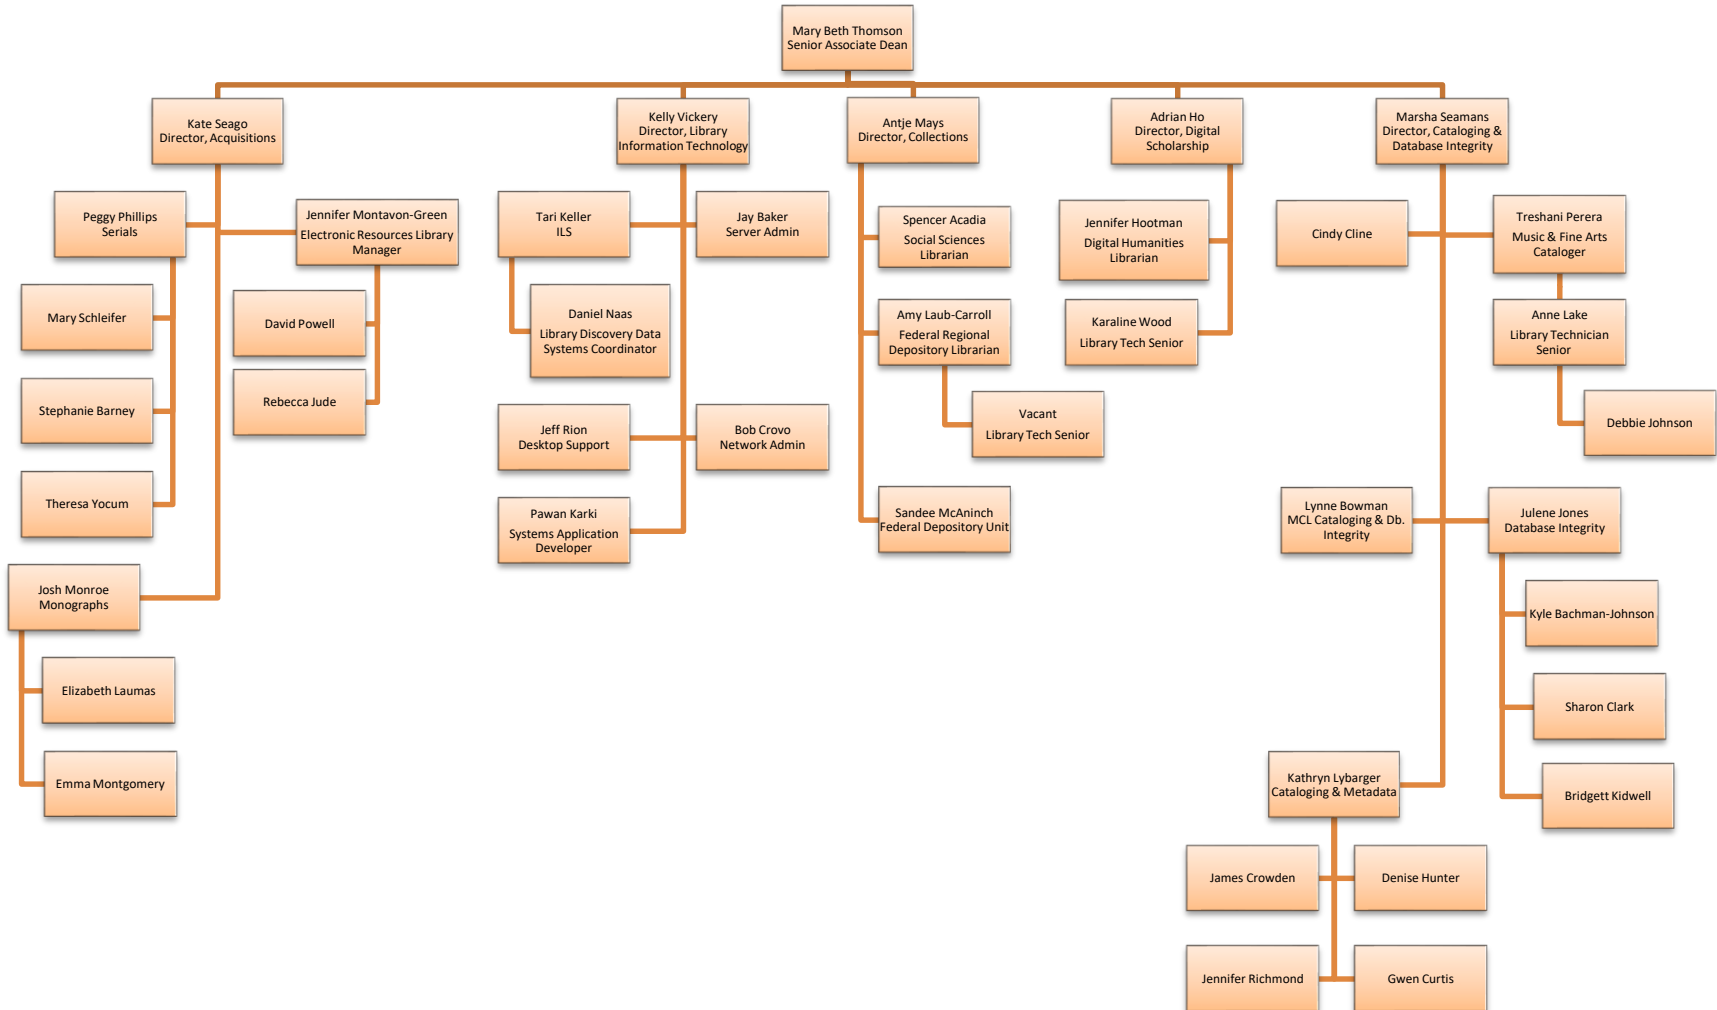 Mary Beth Thomson
Senior Associate Dean
Kate Seago
Director, Acquisitions
Kelly Vickery
Director, Library
Information Technology
Antje Mays
Director, Collections
Adrian Ho
Director, Digital
Scholarship
Marsha Seamans
Director, Cataloging &
Database Integrity
Peggy Phillips
Serials
Jennifer Montavon-Green
Electronic Resources Library
Manager
Mary Schleifer
David Powell
Stephanie Barney
Rebecca Jude
Theresa Yocum
Josh Monroe
Monographs
Elizabeth Laumas
Emma Montgomery
Tari Keller
ILS
Jay Baker
Server Admin
Daniel Naas
Library Discovery Data
Systems Coordinator
Jeff Rion
Desktop Support
Bob Crovo
Network Admin
Pawan Karki
Systems Application
Developer
Spencer Acadia
Social Sciences
Librarian
Amy Laub-Carroll
Federal Regional
Depository Librarian
Vacant
Library Tech Senior
Sandee McAninch
Federal Depository Unit
Jennifer Hootman
Digital Humanities
Librarian
Karaline Wood
Library Tech Senior
Cindy Cline
Treshani Perera
Music & Fine Arts
Cataloger
Anne Lake
Library Technician
Senior
Debbie Johnson
Lynne Bowman
MCL Cataloging & Db.
Integrity
Julene Jones
Database Integrity
Kyle Bachman-Johnson
Sharon Clark
Bridgett Kidwell
Kathryn Lybarger
Cataloging & Metadata
James Crowden
Denise Hunter
Jennifer Richmond
Gwen Curtis